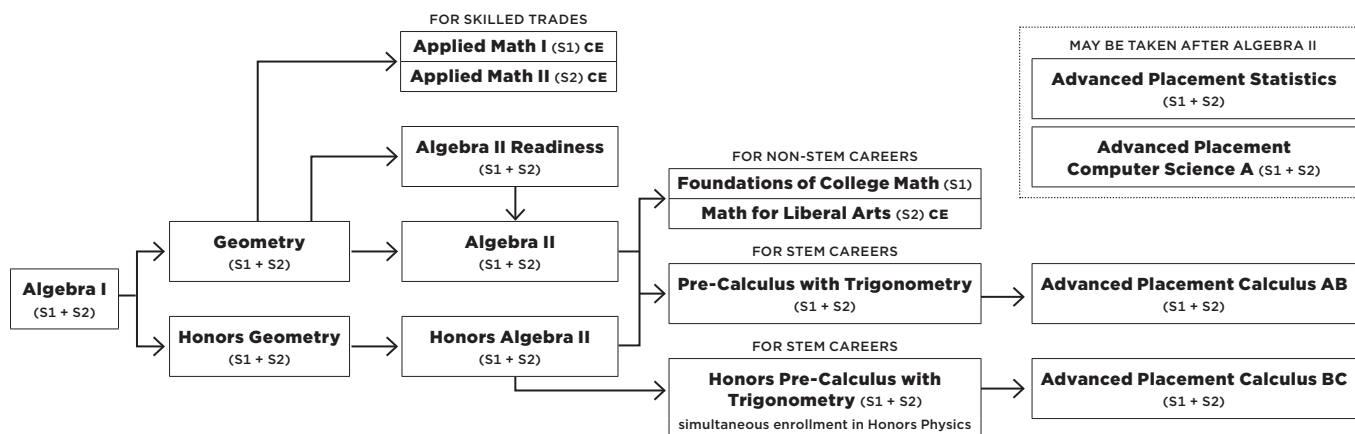 FOR SKILLED TRADES
Applied Math I (S1) CE
Applied Math II (S2) CE
MAY BE TAKEN AFTER ALGEBRA II
Advanced Placement Statistics
(S1 + S2)
Advanced Placement
Computer Science A (S1 + S2)
Algebra II Readiness
(S1 + S2)
FOR NON-STEM CAREERS
Foundations of College Math (S1)
Math for Liberal Arts (S2) CE
Geometry
(S1 + S2)
Algebra II
(S1 + S2)
FOR STEM CAREERS
Algebra I
(S1 + S2)
Pre-Calculus with Trigonometry
(S1 + S2)
Advanced Placement Calculus AB
(S1 + S2)
Honors Geometry
(S1 + S2)
Honors Algebra II
(S1 + S2)
FOR STEM CAREERS
Honors Pre-Calculus with
Trigonometry (S1 + S2)
simultaneous enrollment in Honors Physics
Advanced Placement Calculus BC
(S1 + S2)